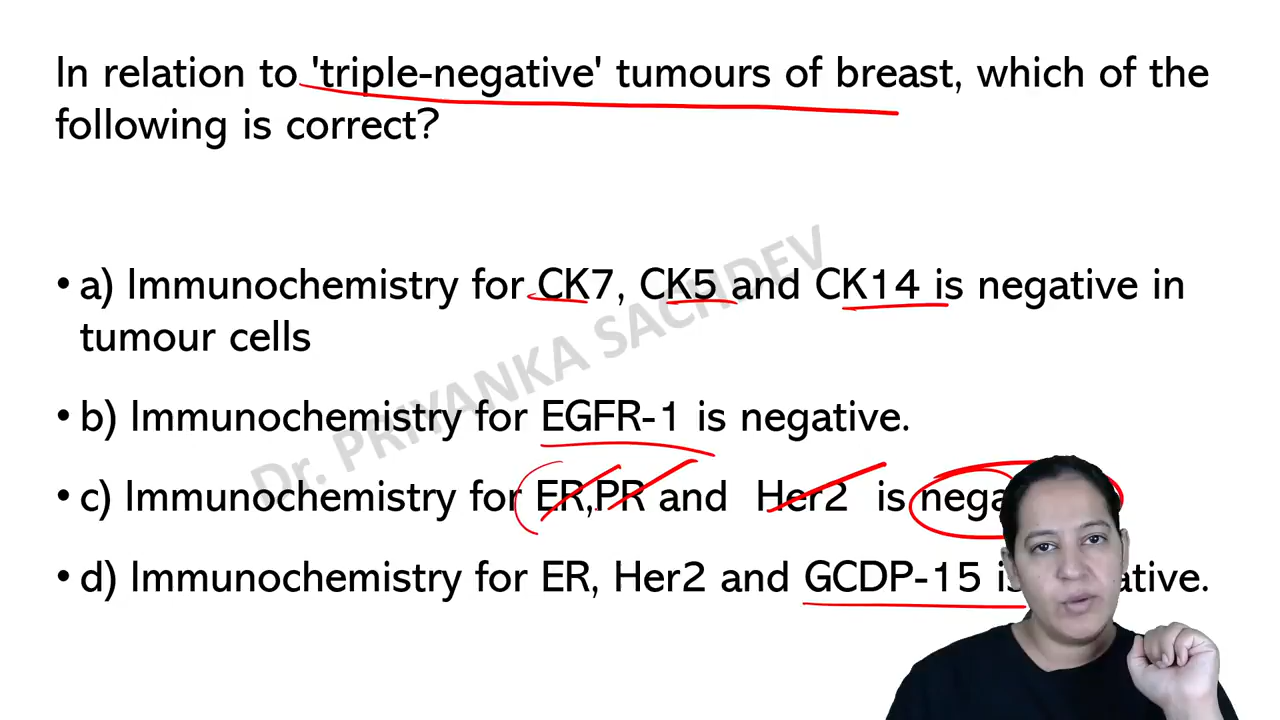 In relation to 'triple-negative' tumours of breast, which of the
following is correct?
• a) Immunochemistry for CK7, CK5 and CK14 is negative in
tumour cells
• b) Immunochemistry for EGFR-1 is negative.
• c) Immunochemistry for ER,PR and Her2 is nega
• d) Immunochemistry for ER, Her2 and GCDP-15 is ative.
Dr. PRIYANKA SACHDEV